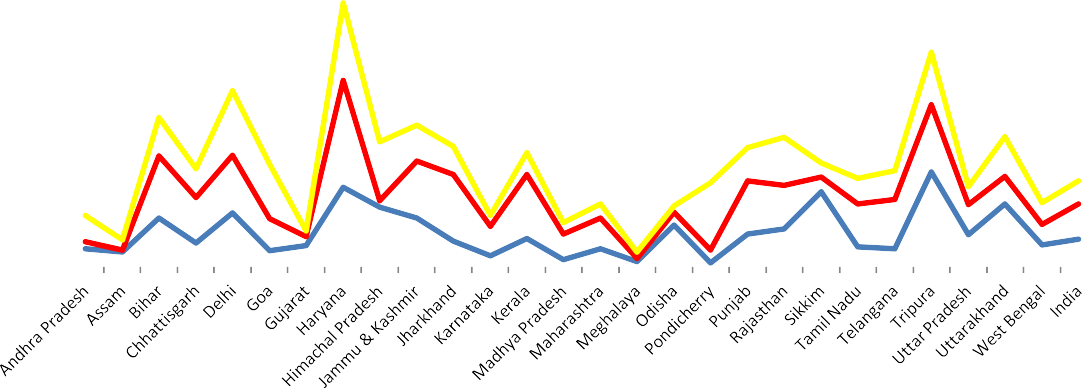 Andhra Pradesh
Assam
Bihar
Chhattisgarh
Delhi
Goa
Gujarat
Haryana
Himachal Pradesh
Jammu & Kashmir
Jharkhand
Karnataka
Kerala
Madhya Pradesh
Maharashtra
Meghalaya
Odisha
Pondicherry
Punjab
Rajasthan
Sikkim
Tamil Nadu
Telangana
Tripura
Uttar Pradesh
Uttarakhand
West Bengal
India